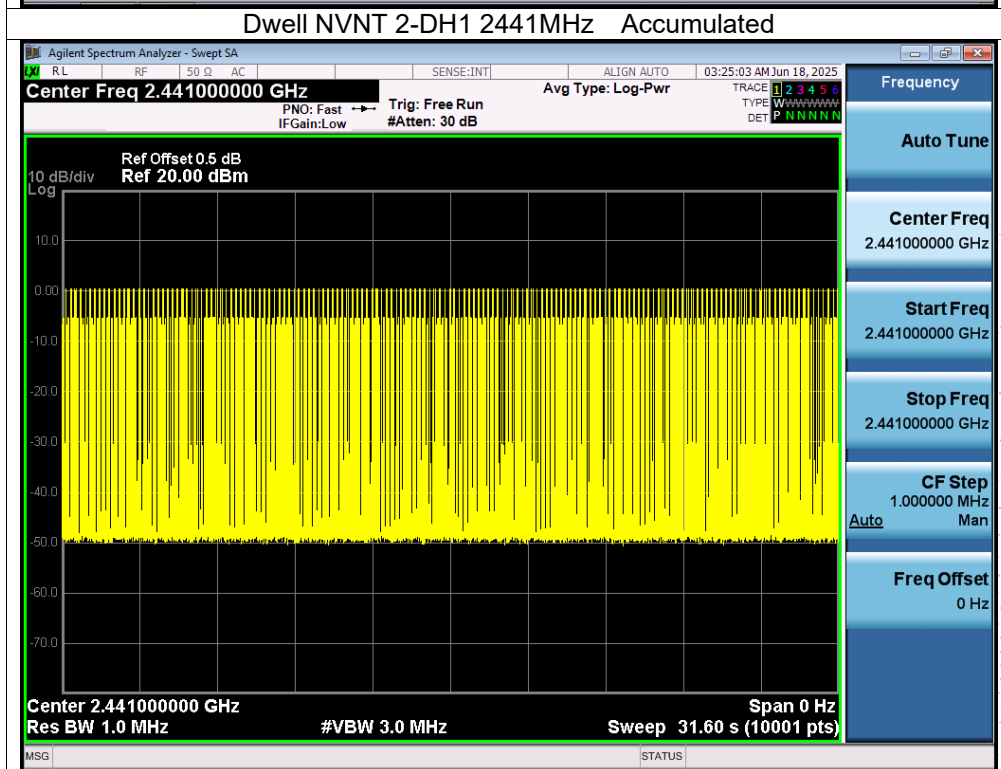 Dwell NVNT 2-DH1 2441MHz Accumulated
Agilent Spectrum Analyzer - Swept SA
LXI RL RF 50 Ω AC SENSE:INT ALIGN AUTO 03:25:03 AM Jun 18, 2025
Center Freq 2.441000000 GHz
PNO: Fast
IFGain:Low
Trig: Free Run
#Atten: 30 dB
Avg Type: Log-Pwr
TRACE 1 2 3 4 5 6
TYPE WWWWWWW
DET P N N N N N
Ref Offset 0.5 dB
10 dB/div Ref 20.00 dBm
Log
10.0
0.00
-10.0
-20.0
-30.0
-40.0
-50.0
-60.0
-70.0
Center 2.441000000 GHz Span 0 Hz
Res BW 1.0 MHz #VBW 3.0 MHz Sweep 31.60 s (10001 pts)
MSG STATUS
Frequency
Auto Tune
Center Freq
2.441000000 GHz
Start Freq
2.441000000 GHz
Stop Freq
2.441000000 GHz
CF Step
1.000000 MHz
Auto Man
Freq Offset
0 Hz